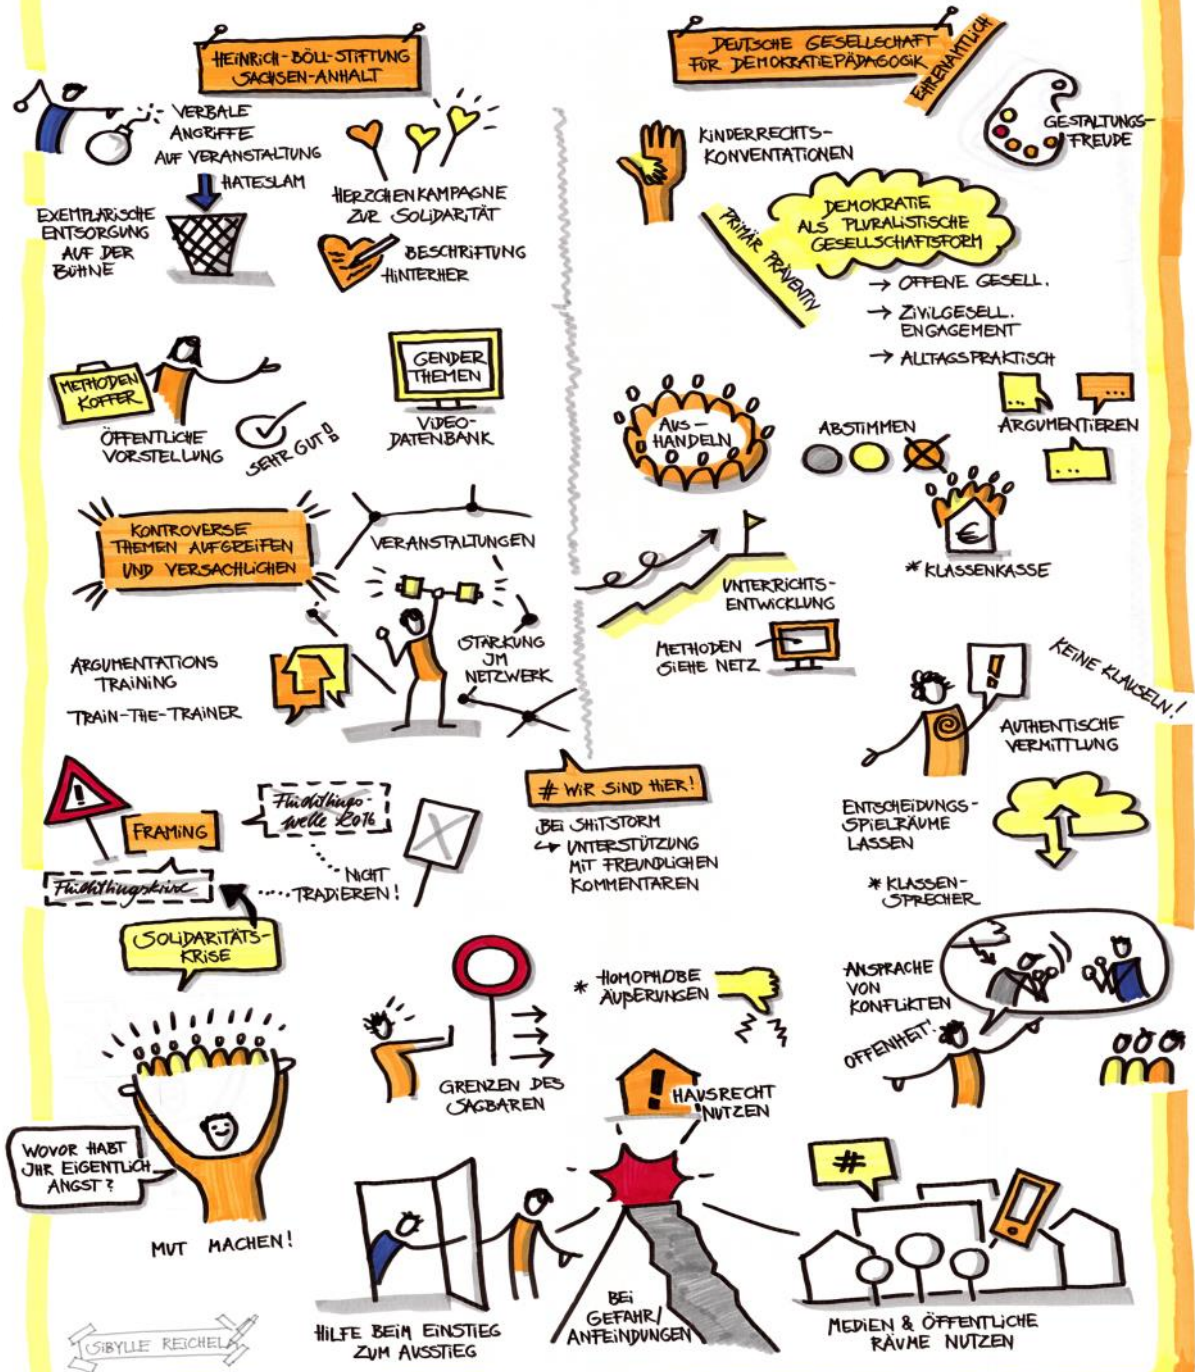 HEINRICH-BÖLL-STIFTUNG
SACHSEN-ANHALT
VERBALE
ANGRIFFE
AUF VERANSTALTUNG
HATESLAM
EXEMPLARISCHE
ENTSORGUNG
AUF DER
BÜHNE
HERZCHENKAMPAGNE
ZUR SOLIDARITÄT
BESCHRIFTUNG
HINTERHER
METHODEN
KOFFER
ÖFFENTLICHE
VORSTELLUNG
SEHR GUT!
GENDER
THEMEN
VIDEO-
DATENBANK
KONTROVERSE
THEMEN AUFGREIFEN
UND VERSACHLICHEN
VERANSTALTUNGEN
STÄRKUNG
IM
NETZWERK
ARGUMENTATIONS
TRAINING
TRAIN-THE-TRAINER
!
FRAMING
Flüchtlings-
welle 2016
Flüchtlingskrise
NICHT
TRADIEREN!
SOLIDARITÄTS-
KRISE
# WIR SIND HIER!
BEI SHITSTORM
↳ UNTERSTÜTZUNG
MIT FREUNDLICHEN
KOMMENTAREN
WOVOR HABT
IHR EIGENTLICH
ANGST?
MUT MACHEN!
GRENZEN DES
SAGBAREN
* HOMOPHOBE
ÄUßERUNGEN
!
HAUSRECHT
NUTZEN
HILFE BEIM EINSTIEG
ZUM AUSSTIEG
BEI
GEFAHR/
ANFEINDUNGEN
DEUTSCHE GESELLSCHAFT
FÜR DEMOKRATIEPÄDAGOGIK
EHRENAMTLICH
KINDERRECHTS-
KONVENTATIONEN
GESTALTUNGS-
FREUDE
PRIMÄR PRÄVENTIV
DEMOKRATIE
ALS PLURALISTISCHE
GESELLSCHAFTSFORM
→ OFFENE GESELL.
→ ZIVILGESELL.
ENGAGEMENT
→ ALLTAGSPRAKTISCH
AUS-
HANDELN
ABSTIMMEN
...
...
ARGUMENTIEREN
...
€
* KLASSENKASSE
UNTERRICHTS-
ENTWICKLUNG
METHODEN
SIEHE NETZ
!
KEINE KLAUSELN!
AUTHENTISCHE
VERMITTLUNG
ENTSCHEIDUNGS-
SPIELRÄUME
LASSEN
* KLASSEN-
SPRECHER
ANSPRACHE
VON
KONFLIKTEN
OFFENHEIT!
#
MEDIEN & ÖFFENTLICHE
RÄUME NUTZEN
SIBYLLE REICHEL